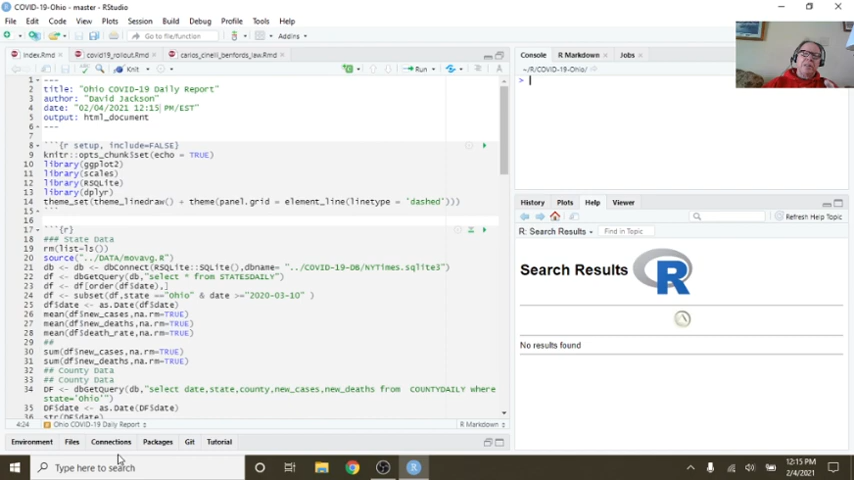 COVID-19-Ohio - master - RStudio
File Edit Code View Plots Session Build Debug Profile Tools Help
Go to file/function
Addins
Index.Rmd
covid19_rollout.Rmd
carlos_cinelli_benfords_law.Rmd
Knit
Run
1 ---
2 title: "Ohio COVID-19 Daily Report"
3 author: "David Jackson"
4 date: "02/04/2021 12:15 PM/EST"
5 output: html_document
6 ---
7
8 ```{r setup, include=FALSE}
9 knitr::opts_chunk$set(echo = TRUE)
10 library(ggplot2)
11 library(scales)
12 library(RSQLite)
13 library(dplyr)
14 theme_set(theme_linedraw() + theme(panel.grid = element_line(linetype = 'dashed')))
15 ```
16
17 ```{r}
18 ### State Data
19 rm(list=ls())
20 source("../DATA/movavg.R")
21 db <- db <- dbConnect(RSQLite::SQLite(),dbname= "../COVID-19-DB/NYTimes.sqlite3")
22 df <- dbGetQuery(db,"select * from STATESDAILY")
23 df <- df[order(df$date),]
24 df <- subset(df,state =="Ohio" & date >="2020-03-10" )
25 df$date <- as.Date(df$date)
26 mean(df$new_cases,na.rm=TRUE)
27 mean(df$new_deaths,na.rm=TRUE)
28 mean(df$death_rate,na.rm=TRUE)
29 ##
30 sum(df$new_cases,na.rm=TRUE)
31 sum(df$new_deaths,na.rm=TRUE)
32 ## County Data
33 ## County Data
34 DF <- dbGetQuery(db,"select date,state,county,new_cases,new_deaths from COUNTYDAILY where
state='Ohio'")
35 DF$date <- as.Date(DF$date)
36 str(DF$date)
4:24 Ohio COVID-19 Daily Report
R Markdown
Environment Files Connections Packages Git Tutorial
Console R Markdown Jobs
~/R/COVID-19-Ohio/
>
History Plots Help Viewer
Refresh Help Topic
R: Search Results
Find in Topic
Search Results
R
No results found
Type here to search
12:15 PM
2/4/2021